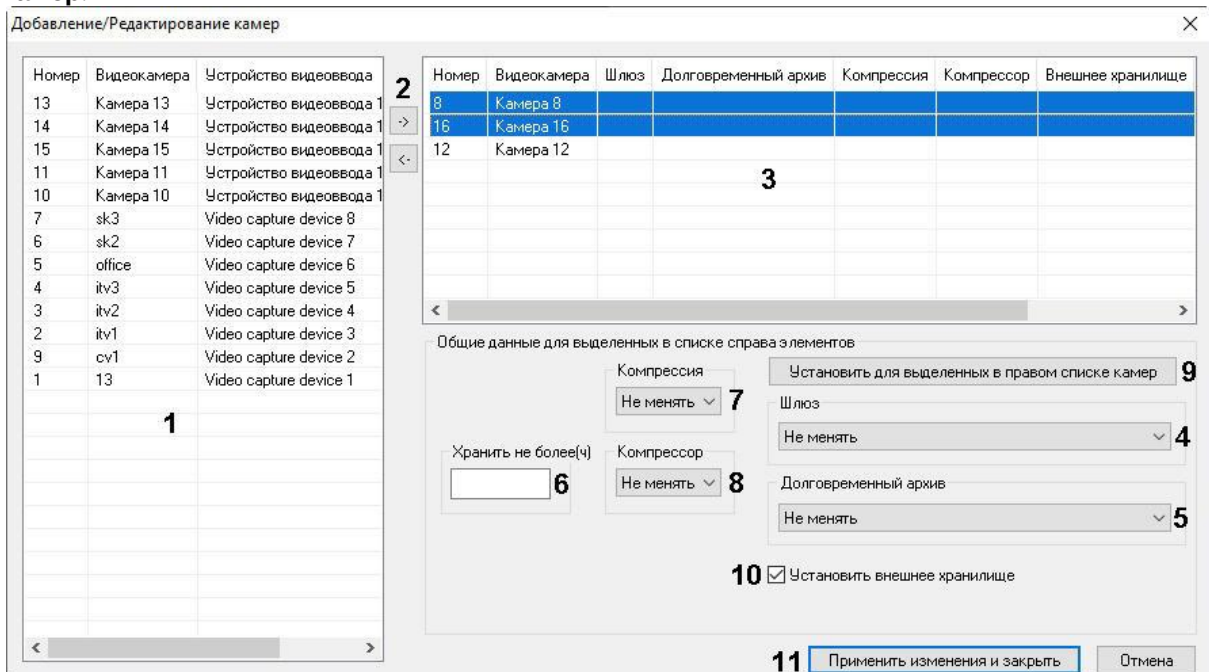 Добавление/Редактирование камер
Номер Видеокамера Устройство видеоввода
13 Камера 13 Устройство видеоввода 1
14 Камера 14 Устройство видеоввода 1
15 Камера 15 Устройство видеоввода 1
11 Камера 11 Устройство видеоввода 1
10 Камера 10 Устройство видеоввода 1
7 sk3 Video capture device 8
6 sk2 Video capture device 7
5 office Video capture device 6
4 itv3 Video capture device 5
3 itv2 Video capture device 4
2 itv1 Video capture device 3
9 cv1 Video capture device 2
1 13 Video capture device 1
1
2
->
<-
Номер Видеокамера Шлюз Долговременный архив Компрессия Компрессор Внешнее хранилище
8 Камера 8
16 Камера 16
12 Камера 12
3
Общие данные для выделенных в списке справа элементов
Компрессия
Не менять 7
Установить для выделенных в правом списке камер 9
Шлюз
Не менять 4
Хранить не более(ч)
6
Компрессор
Не менять 8
Долговременный архив
Не менять 5
10 Установить внешнее хранилище
11 Применить изменения и закрыть Отмена